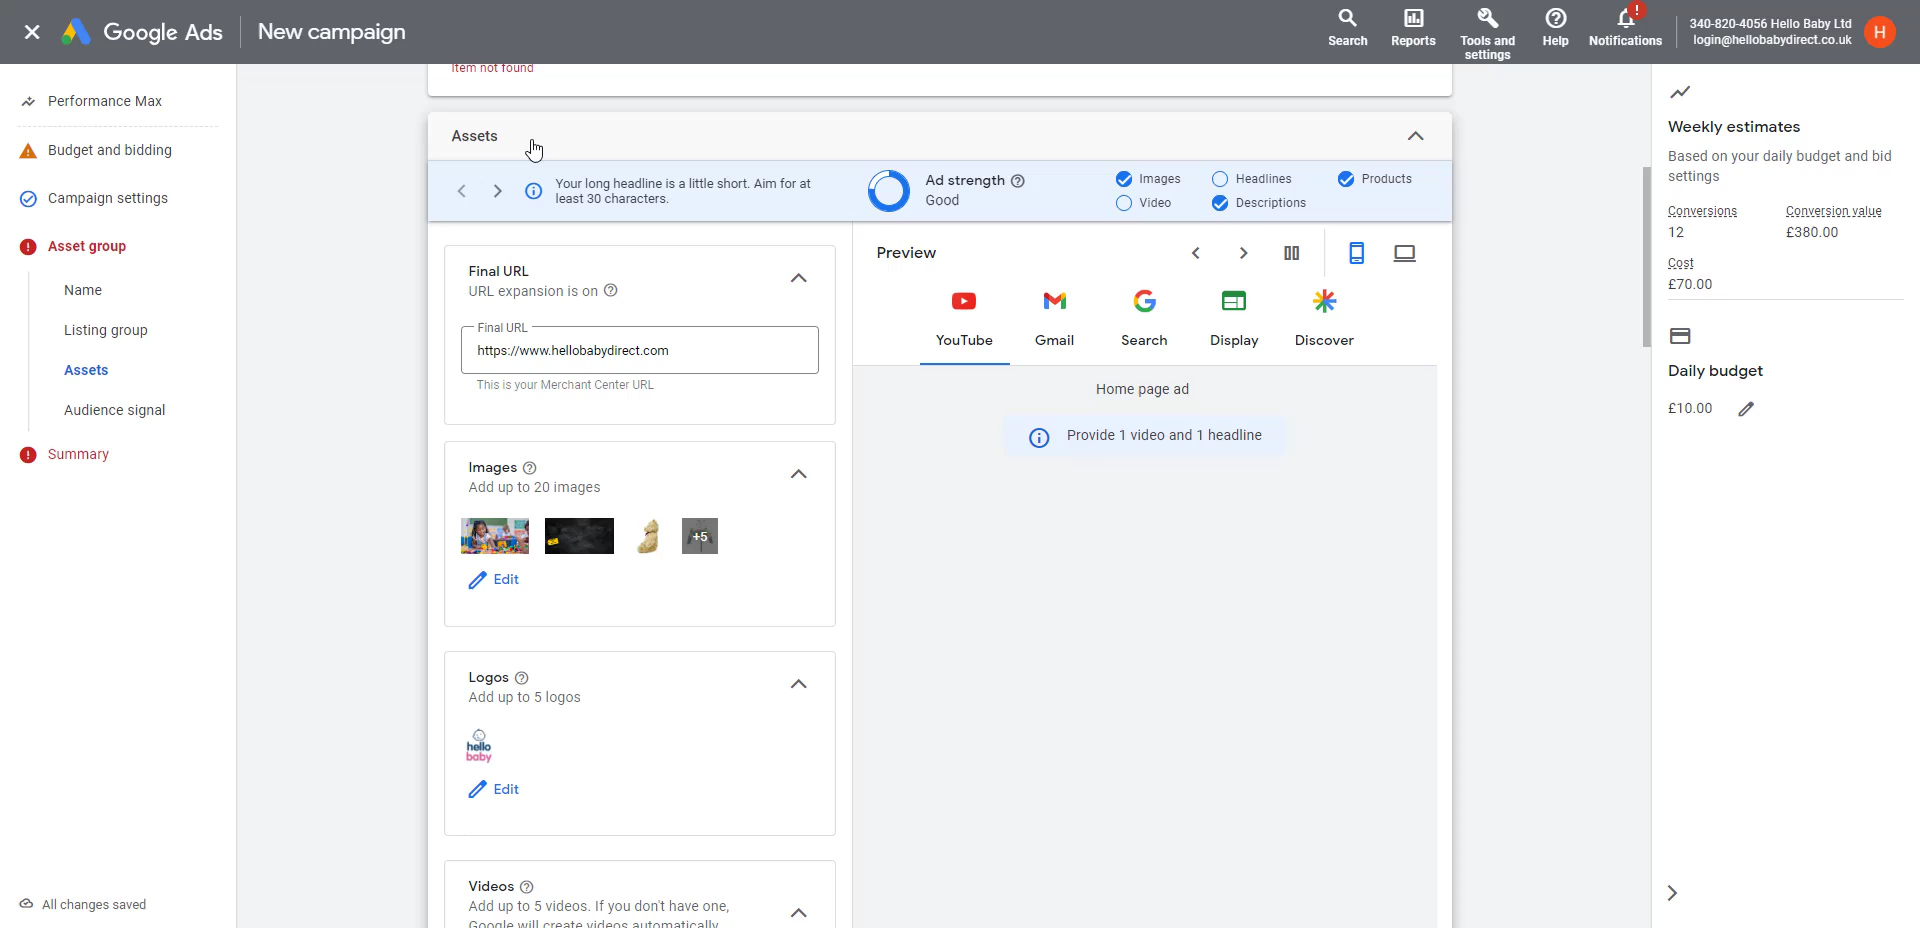 Google Ads
New campaign
Search
Reports
Tools and
settings
Help
Notifications
!
340-820-4056 Hello Baby Ltd
login@hellobabydirect.co.uk
H
Performance Max
Budget and bidding
Campaign settings
Asset group
Name
Listing group
Assets
Audience signal
Summary
All changes saved
Item not found
Assets
Your long headline is a little short. Aim for at
least 30 characters.
Ad strength
Good
Images
Headlines
Products
Video
Descriptions
Final URL
URL expansion is on
Final URL
https://www.hellobabydirect.com
This is your Merchant Center URL
Images
Add up to 20 images
+5
Edit
Logos
Add up to 5 logos
hello
baby
Edit
Videos
Add up to 5 videos. If you don't have one,
Google will create videos automatically
Preview
YouTube
Gmail
Search
Display
Discover
Home page ad
Provide 1 video and 1 headline
Weekly estimates
Based on your daily budget and bid
settings
Conversions
12
Conversion value
£380.00
Cost
£70.00
Daily budget
£10.00